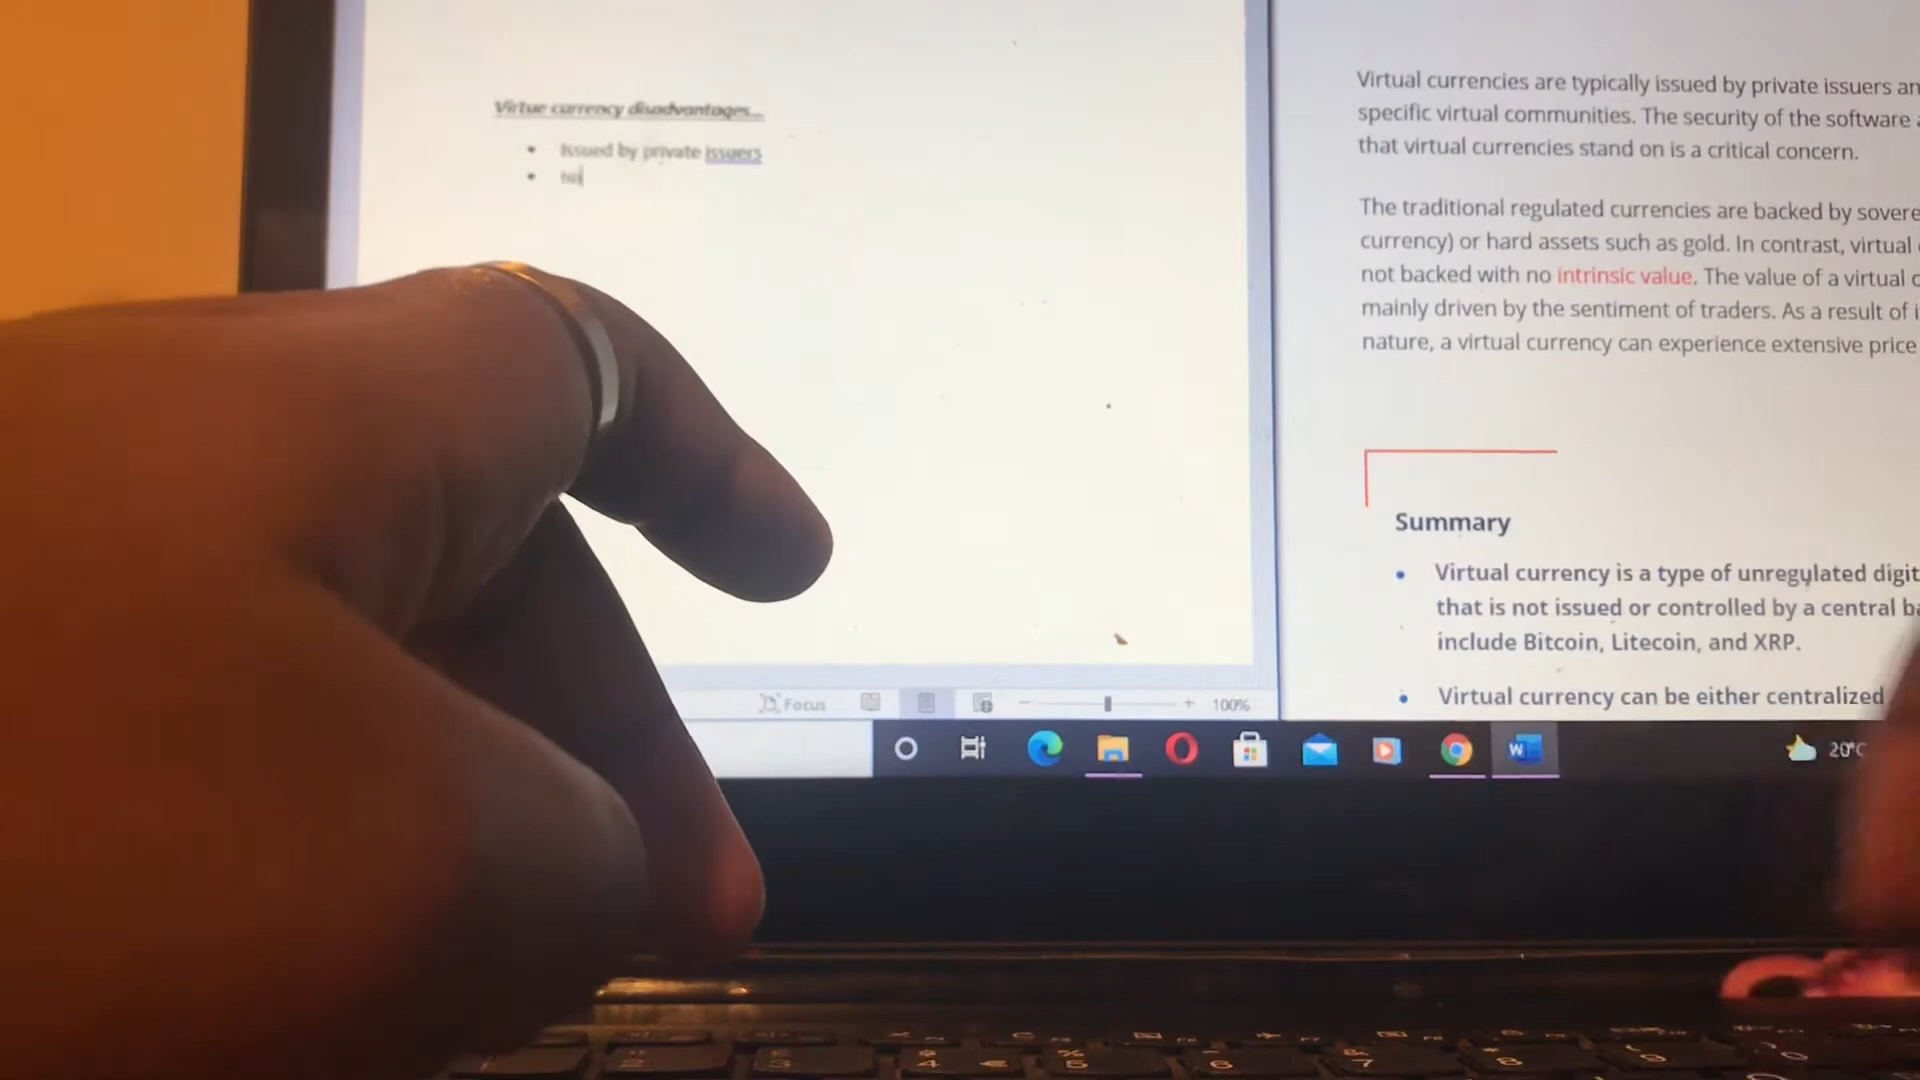 Virtue currency disadvantages...
Issued by private issuers
Virtual currencies are typically issued by private issuers an
specific virtual communities. The security of the software
that virtual currencies stand on is a critical concern.
The traditional regulated currencies are backed by sovere
currency) or hard assets such as gold. In contrast, virtual
not backed with no intrinsic value. The value of a virtual c
mainly driven by the sentiment of traders. As a result of i
nature, a virtual currency can experience extensive price
Summary
Virtual currency is a type of unregulated digit
that is not issued or controlled by a central ba
include Bitcoin, Litecoin, and XRP.
Virtual currency can be either centralized
Focus
100%
20°C